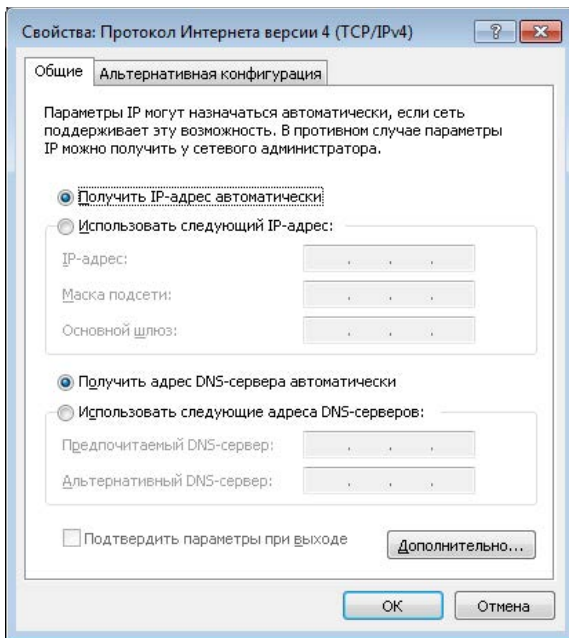 Свойства: Протокол Интернета версии 4 (TCP/IPv4)
Общие
Альтернативная конфигурация
Параметры IP могут назначаться автоматически, если сеть
поддерживает эту возможность. В противном случае параметры
IP можно получить у сетевого администратора.
Получить IP-адрес автоматически
Использовать следующий IP-адрес:
IP-адрес:
Маска подсети:
Основной шлюз:
Получить адрес DNS-сервера автоматически
Использовать следующие адреса DNS-серверов:
Предпочитаемый DNS-сервер:
Альтернативный DNS-сервер:
Подтвердить параметры при выходе
Дополнительно...
ОК
Отмена